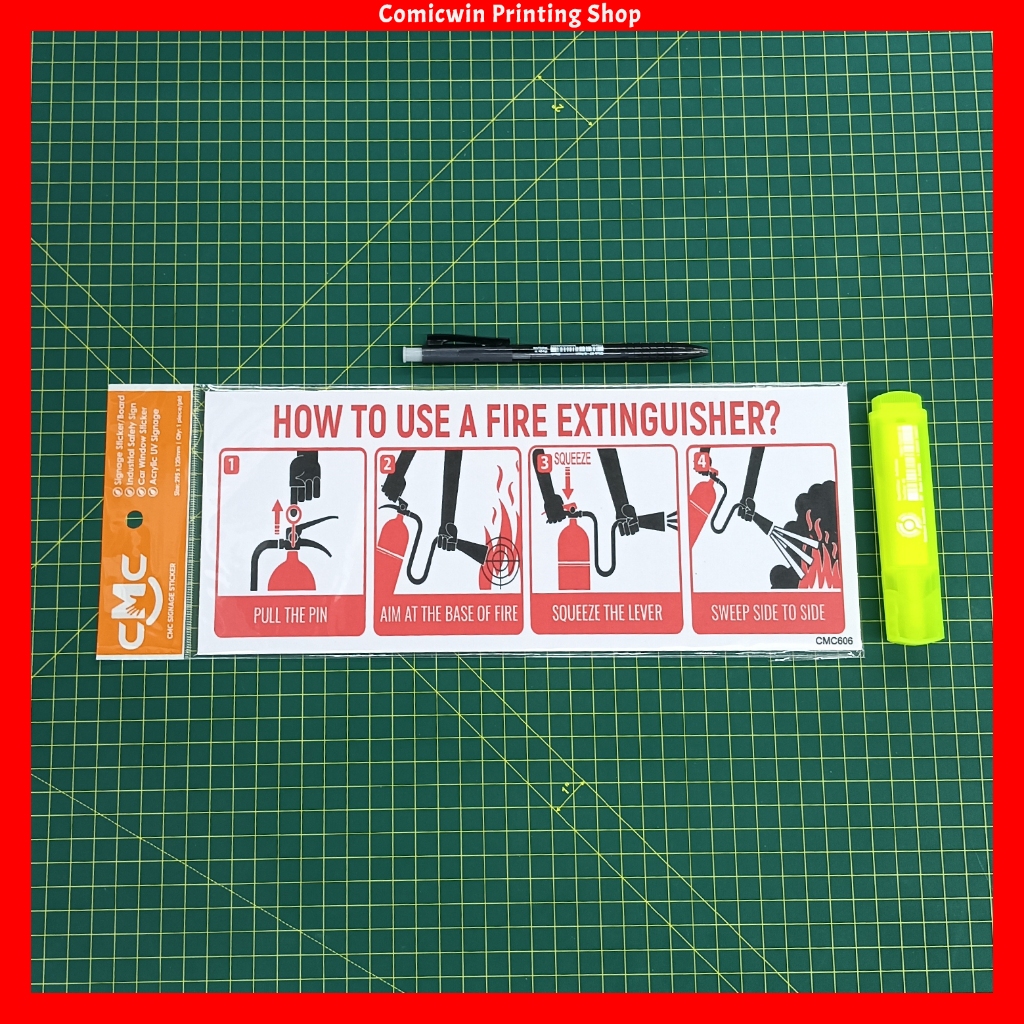 Comicwin Printing Shop
2"
HOW TO USE A FIRE EXTINGUISHER?
1
2
3 SQUEEZE
4
PULL THE PIN
AIM AT THE BASE OF FIRE
SQUEEZE THE LEVER
SWEEP SIDE TO SIDE
CMC606
Signage Sticker/Board
Industrial Safety Sign
Car Window Sticker
Acrylic UV Signage
CMC
CMC SIGNAGE STICKER
1"